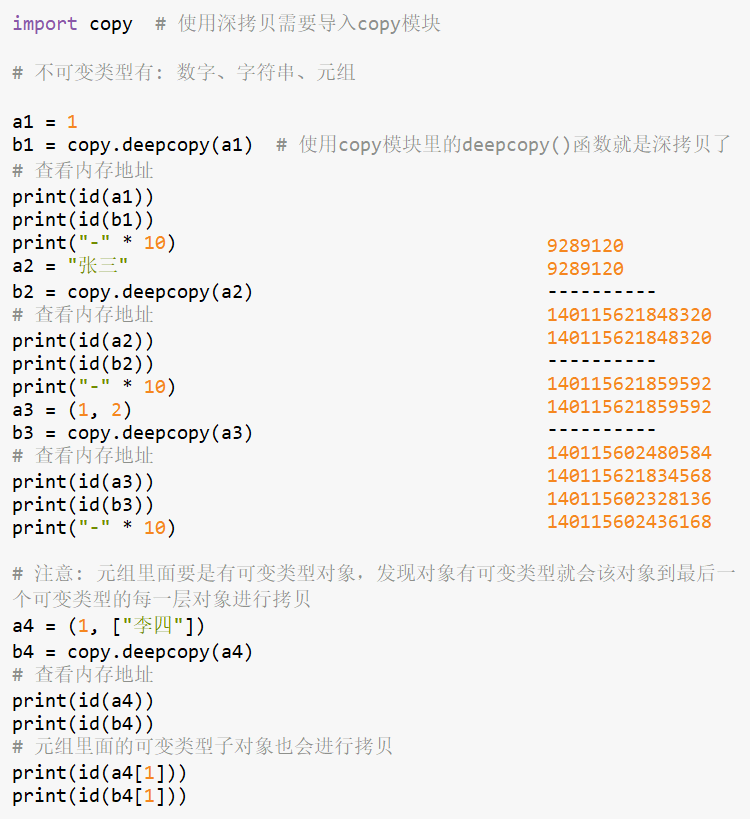 import copy  # 使用深拷贝需要导入copy模块
# 不可变类型有: 数字、字符串、元组
a1 = 1
b1 = copy.deepcopy(a1)  # 使用copy模块里的deepcopy()函数就是深拷贝了
# 查看内存地址
print(id(a1))
print(id(b1))
print("-" * 10)
a2 = "张三"
b2 = copy.deepcopy(a2)
# 查看内存地址
print(id(a2))
print(id(b2))
print("-" * 10)
a3 = (1, 2)
b3 = copy.deepcopy(a3)
# 查看内存地址
print(id(a3))
print(id(b3))
print("-" * 10)
# 注意: 元组里面要是有可变类型对象，发现对象有可变类型就会该对象到最后一
个可变类型的每一层对象进行拷贝
a4 = (1, ["李四"])
b4 = copy.deepcopy(a4)
# 查看内存地址
print(id(a4))
print(id(b4))
# 元组里面的可变类型子对象也会进行拷贝
print(id(a4[1]))
print(id(b4[1]))
9289120
9289120
----------
140115621848320
140115621848320
----------
140115621859592
140115621859592
----------
140115602480584
140115621834568
140115602328136
140115602436168